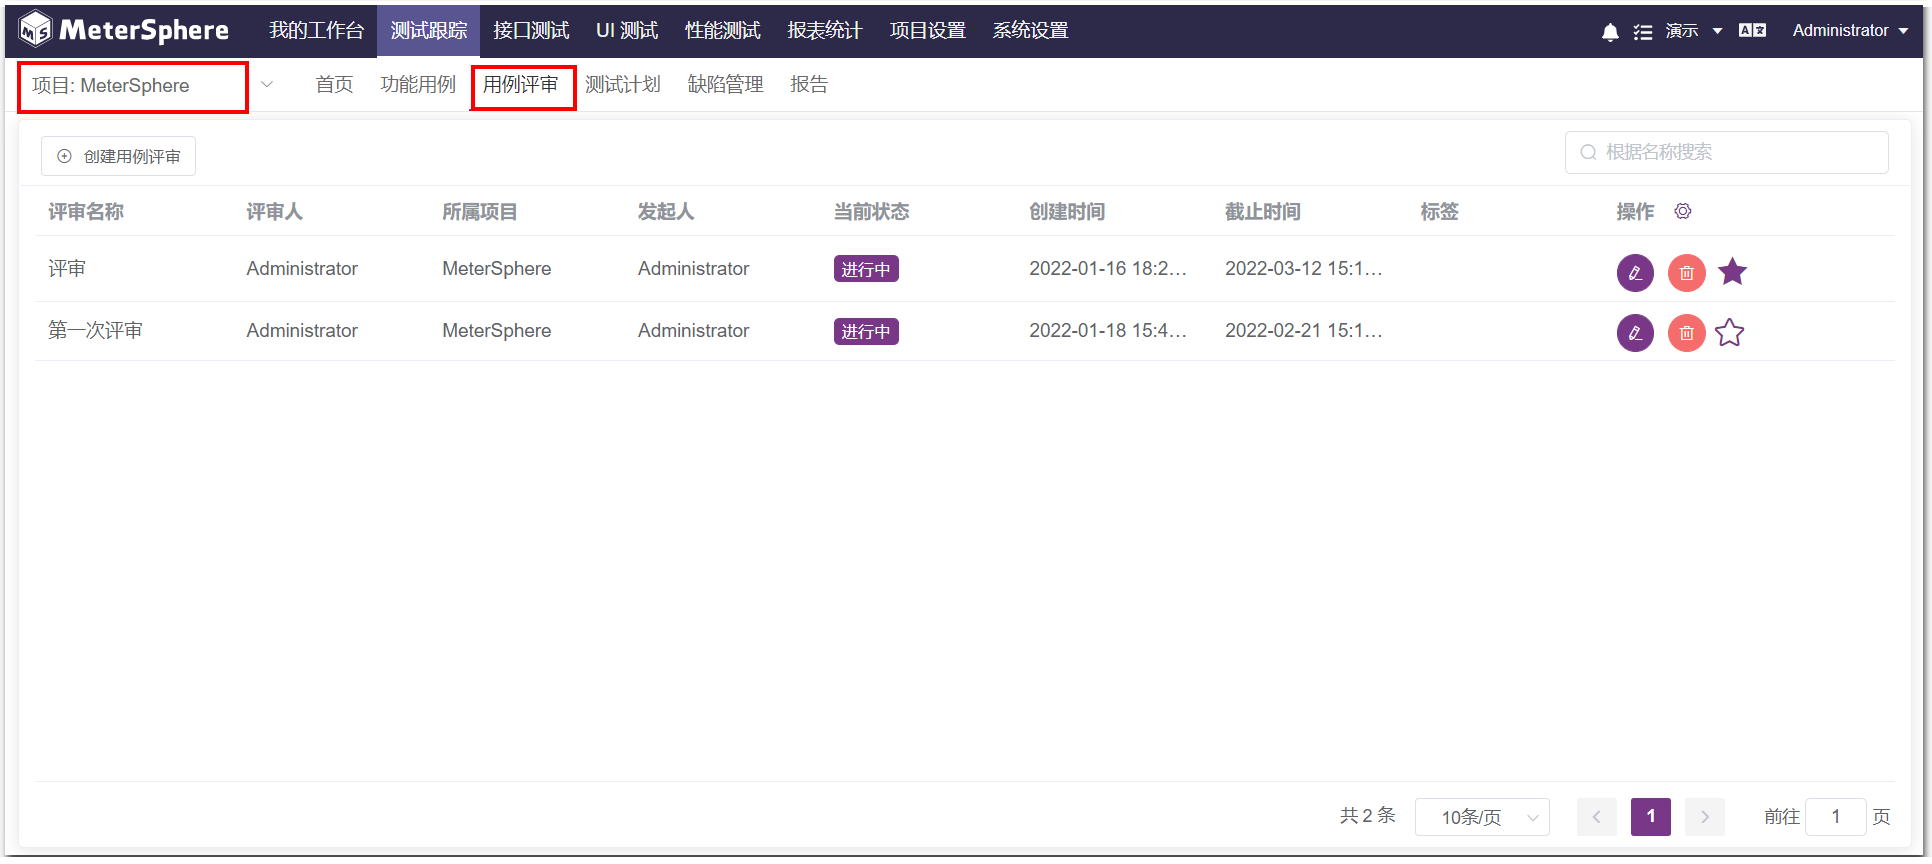 MS MeterSphere 我的工作台 测试跟踪 接口测试 UI 测试 性能测试 报表统计 项目设置 系统设置 演示 Administrator
项目: MeterSphere 首页 功能用例 用例评审 测试计划 缺陷管理 报告
创建用例评审 根据名称搜索
评审名称 评审人 所属项目 发起人 当前状态 创建时间 截止时间 标签 操作
评审 Administrator MeterSphere Administrator 进行中 2022-01-16 18:2... 2022-03-12 15:1...
第一次评审 Administrator MeterSphere Administrator 进行中 2022-01-18 15:4... 2022-02-21 15:1...
共 2 条 10条/页 1 前往 1 页